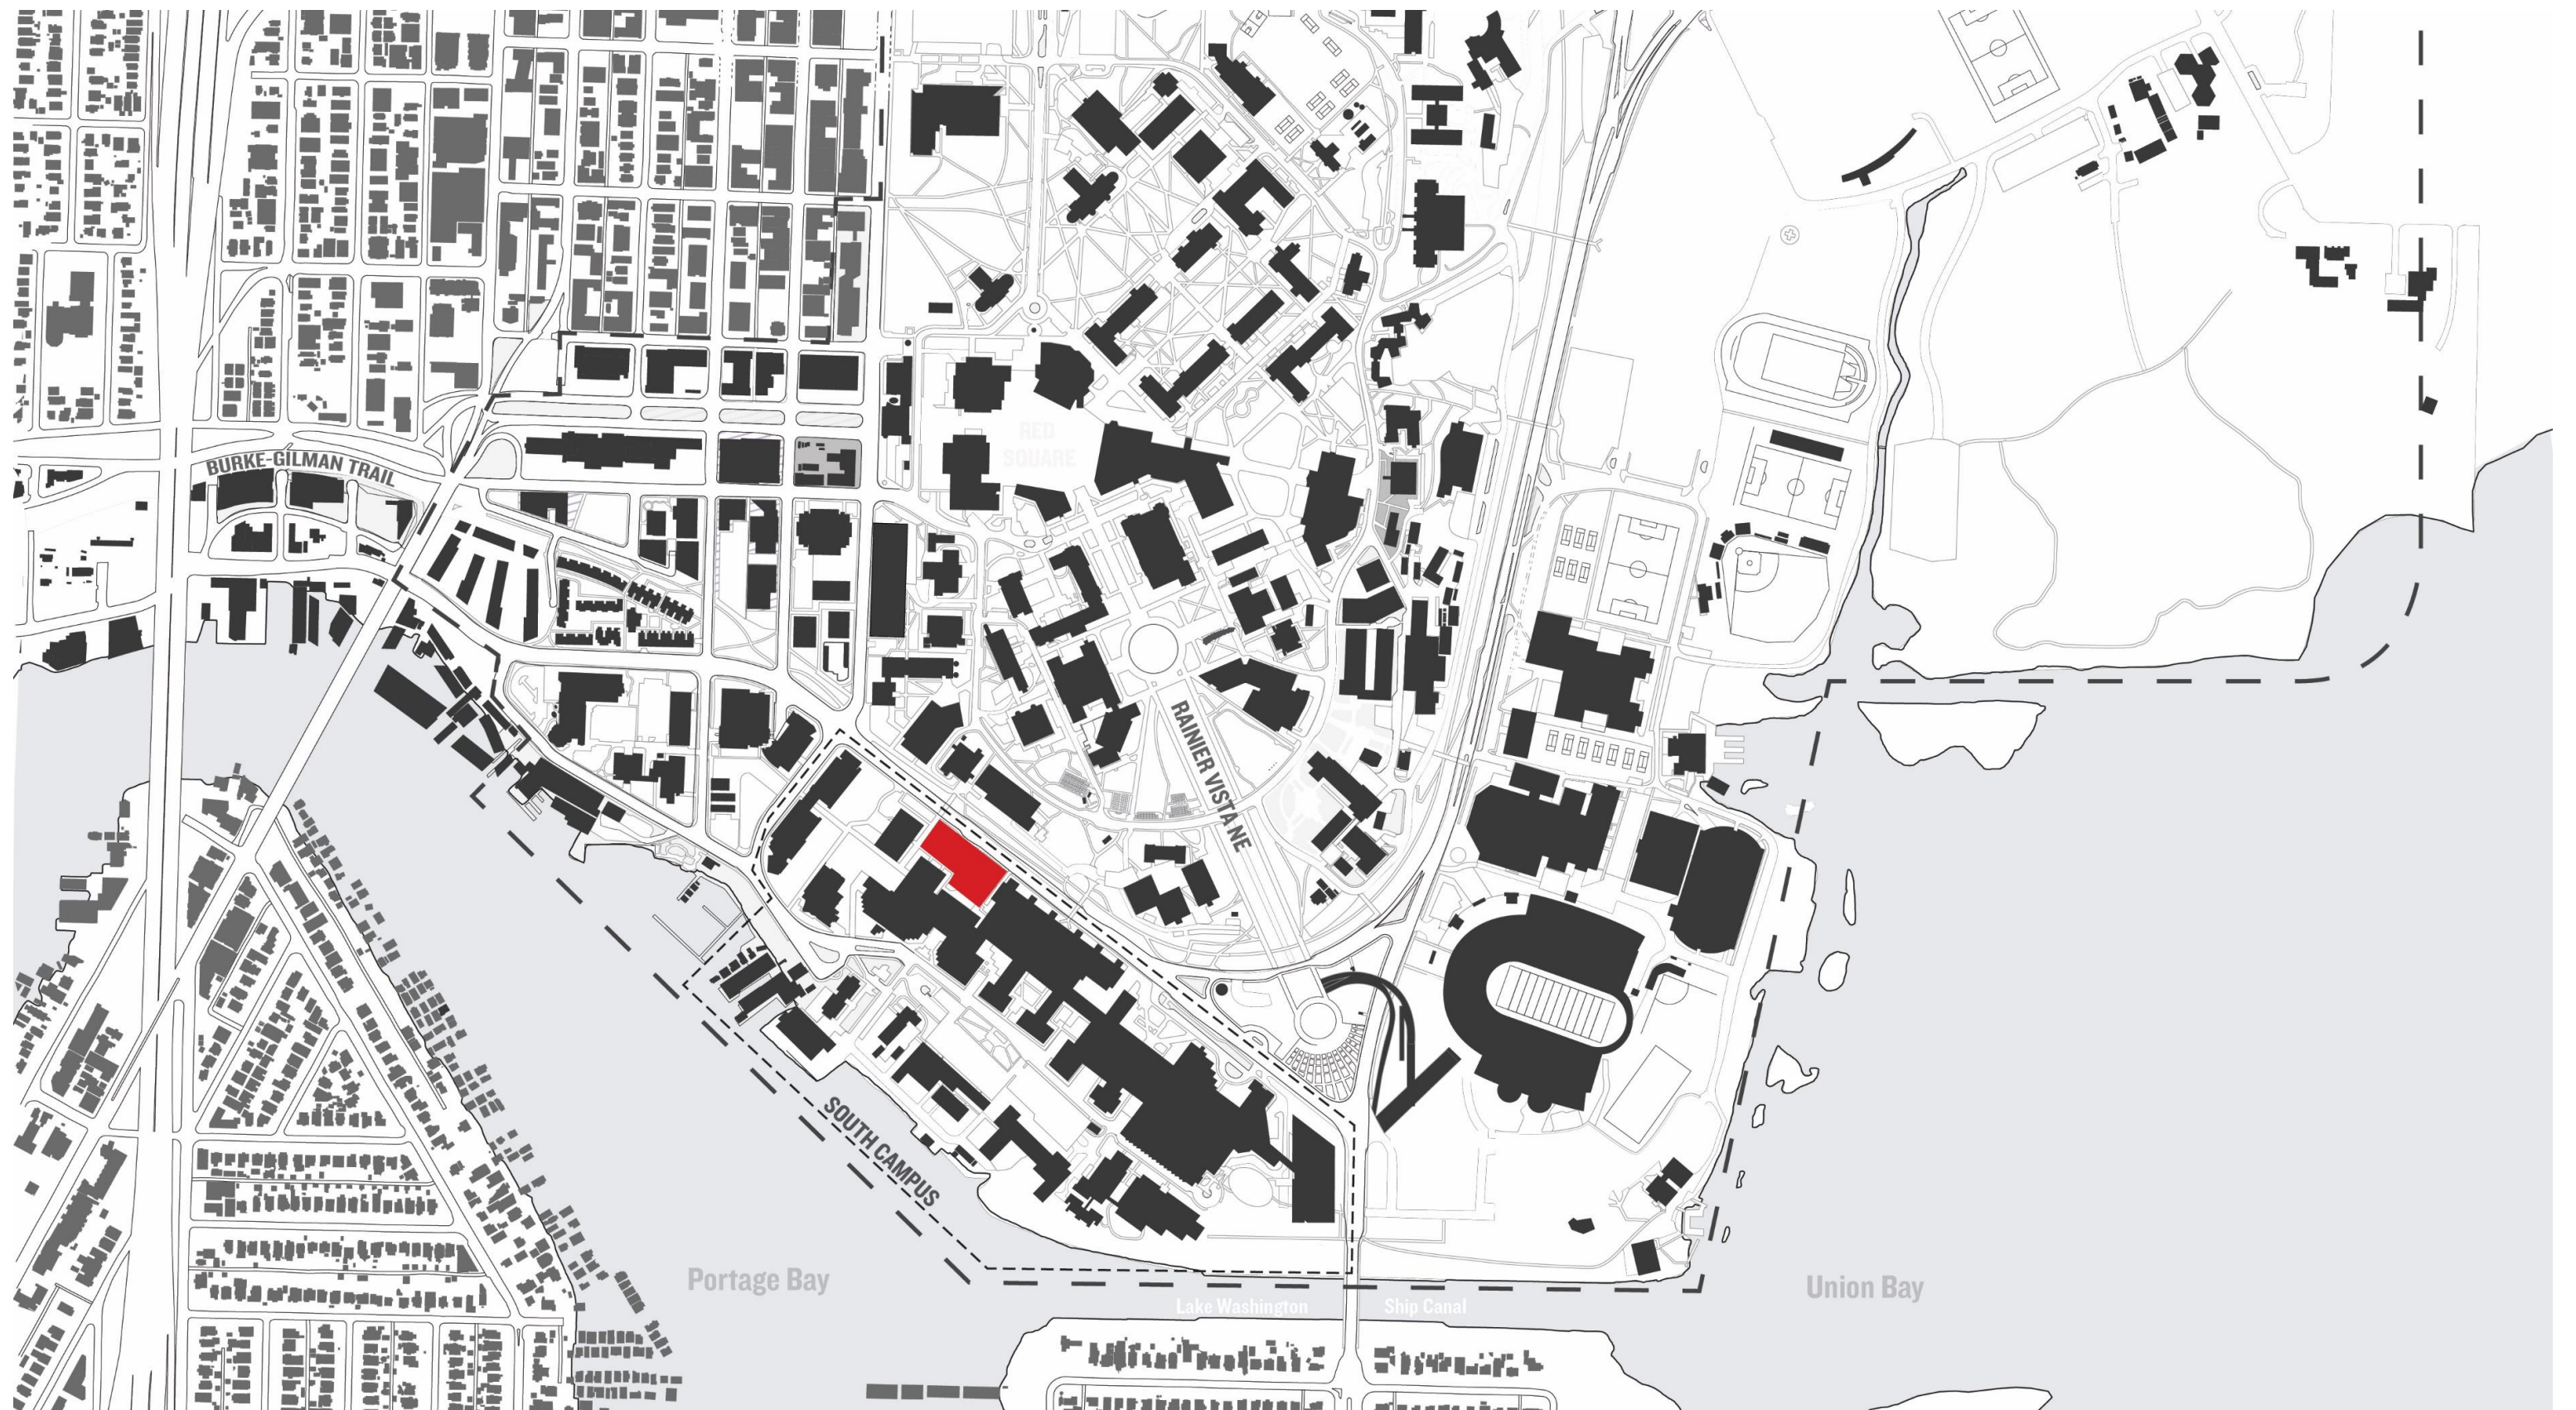 RED
SQUARE
BURKE-GILMAN TRAIL
RAINIER VISTA NE
SOUTH CAMPUS
Portage Bay
Union Bay
Lake Washington Ship Canal